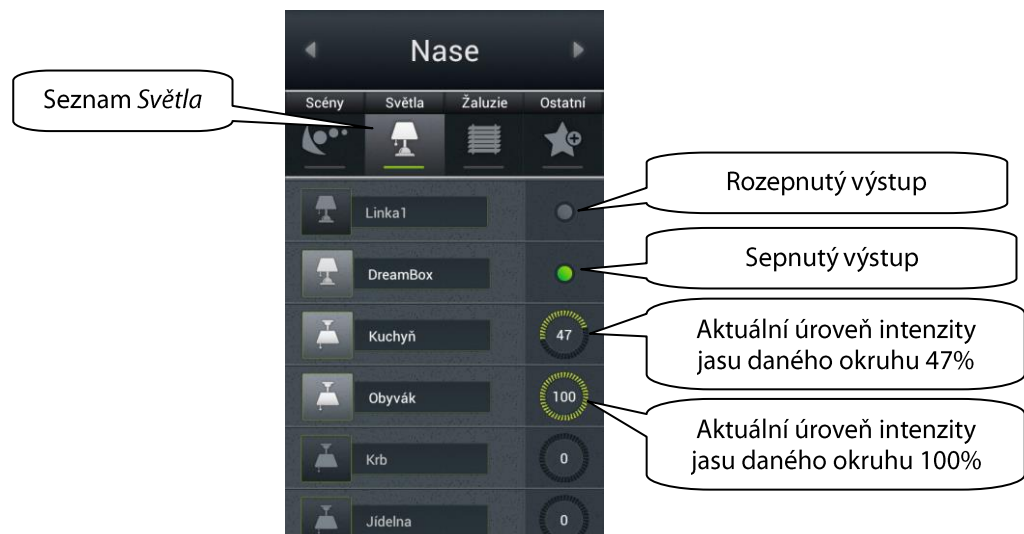 Nase
Seznam Světla
Scény Světla Žaluzie Ostatní
Linka1
Rozepnutý výstup
DreamBox
Sepnutý výstup
Kuchyň 47
Aktuální úroveň intenzity
jasu daného okruhu 47%
Obyvák 100
Aktuální úroveň intenzity
jasu daného okruhu 100%
Krb 0
Jídelna 0